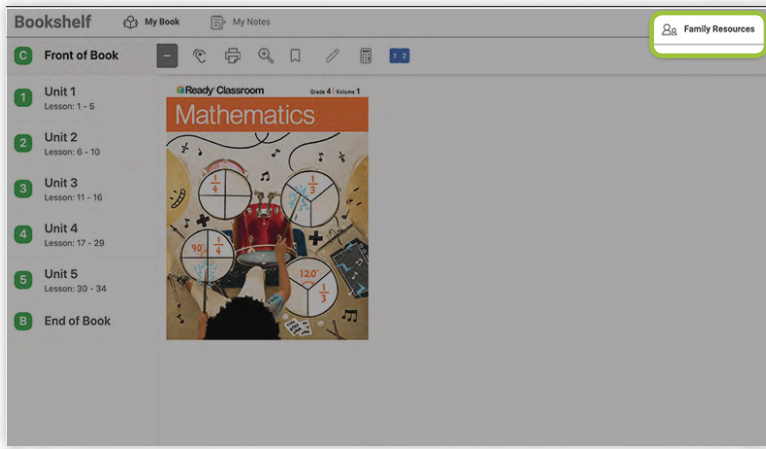 Bookshelf
My Book
My Notes
Family Resources
C Front of Book
1 Unit 1
Lesson: 1 - 5
2 Unit 2
Lesson: 6 - 10
3 Unit 3
Lesson: 11 - 16
4 Unit 4
Lesson: 17 - 29
5 Unit 5
Lesson: 30 - 34
B End of Book
1 2
Ready Classroom
Grade 4 | Volume 1
Mathematics
1/4
1/3
90° 1/4
120°
1/3